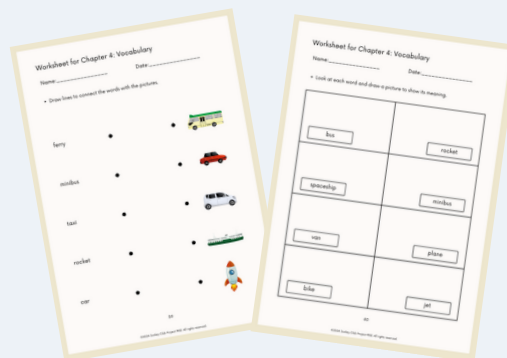 Worksheet for Chapter 4: Vocabulary
Name: Date:
• Draw lines to connect the words with the pictures.
ferry
minibus
taxi
rocket
car
Worksheet for Chapter 4: Vocabulary
Name: Date:
• Look at each word and draw a picture to show its meaning.
bus
rocket
spaceship
minibus
van
plane
bike
jet